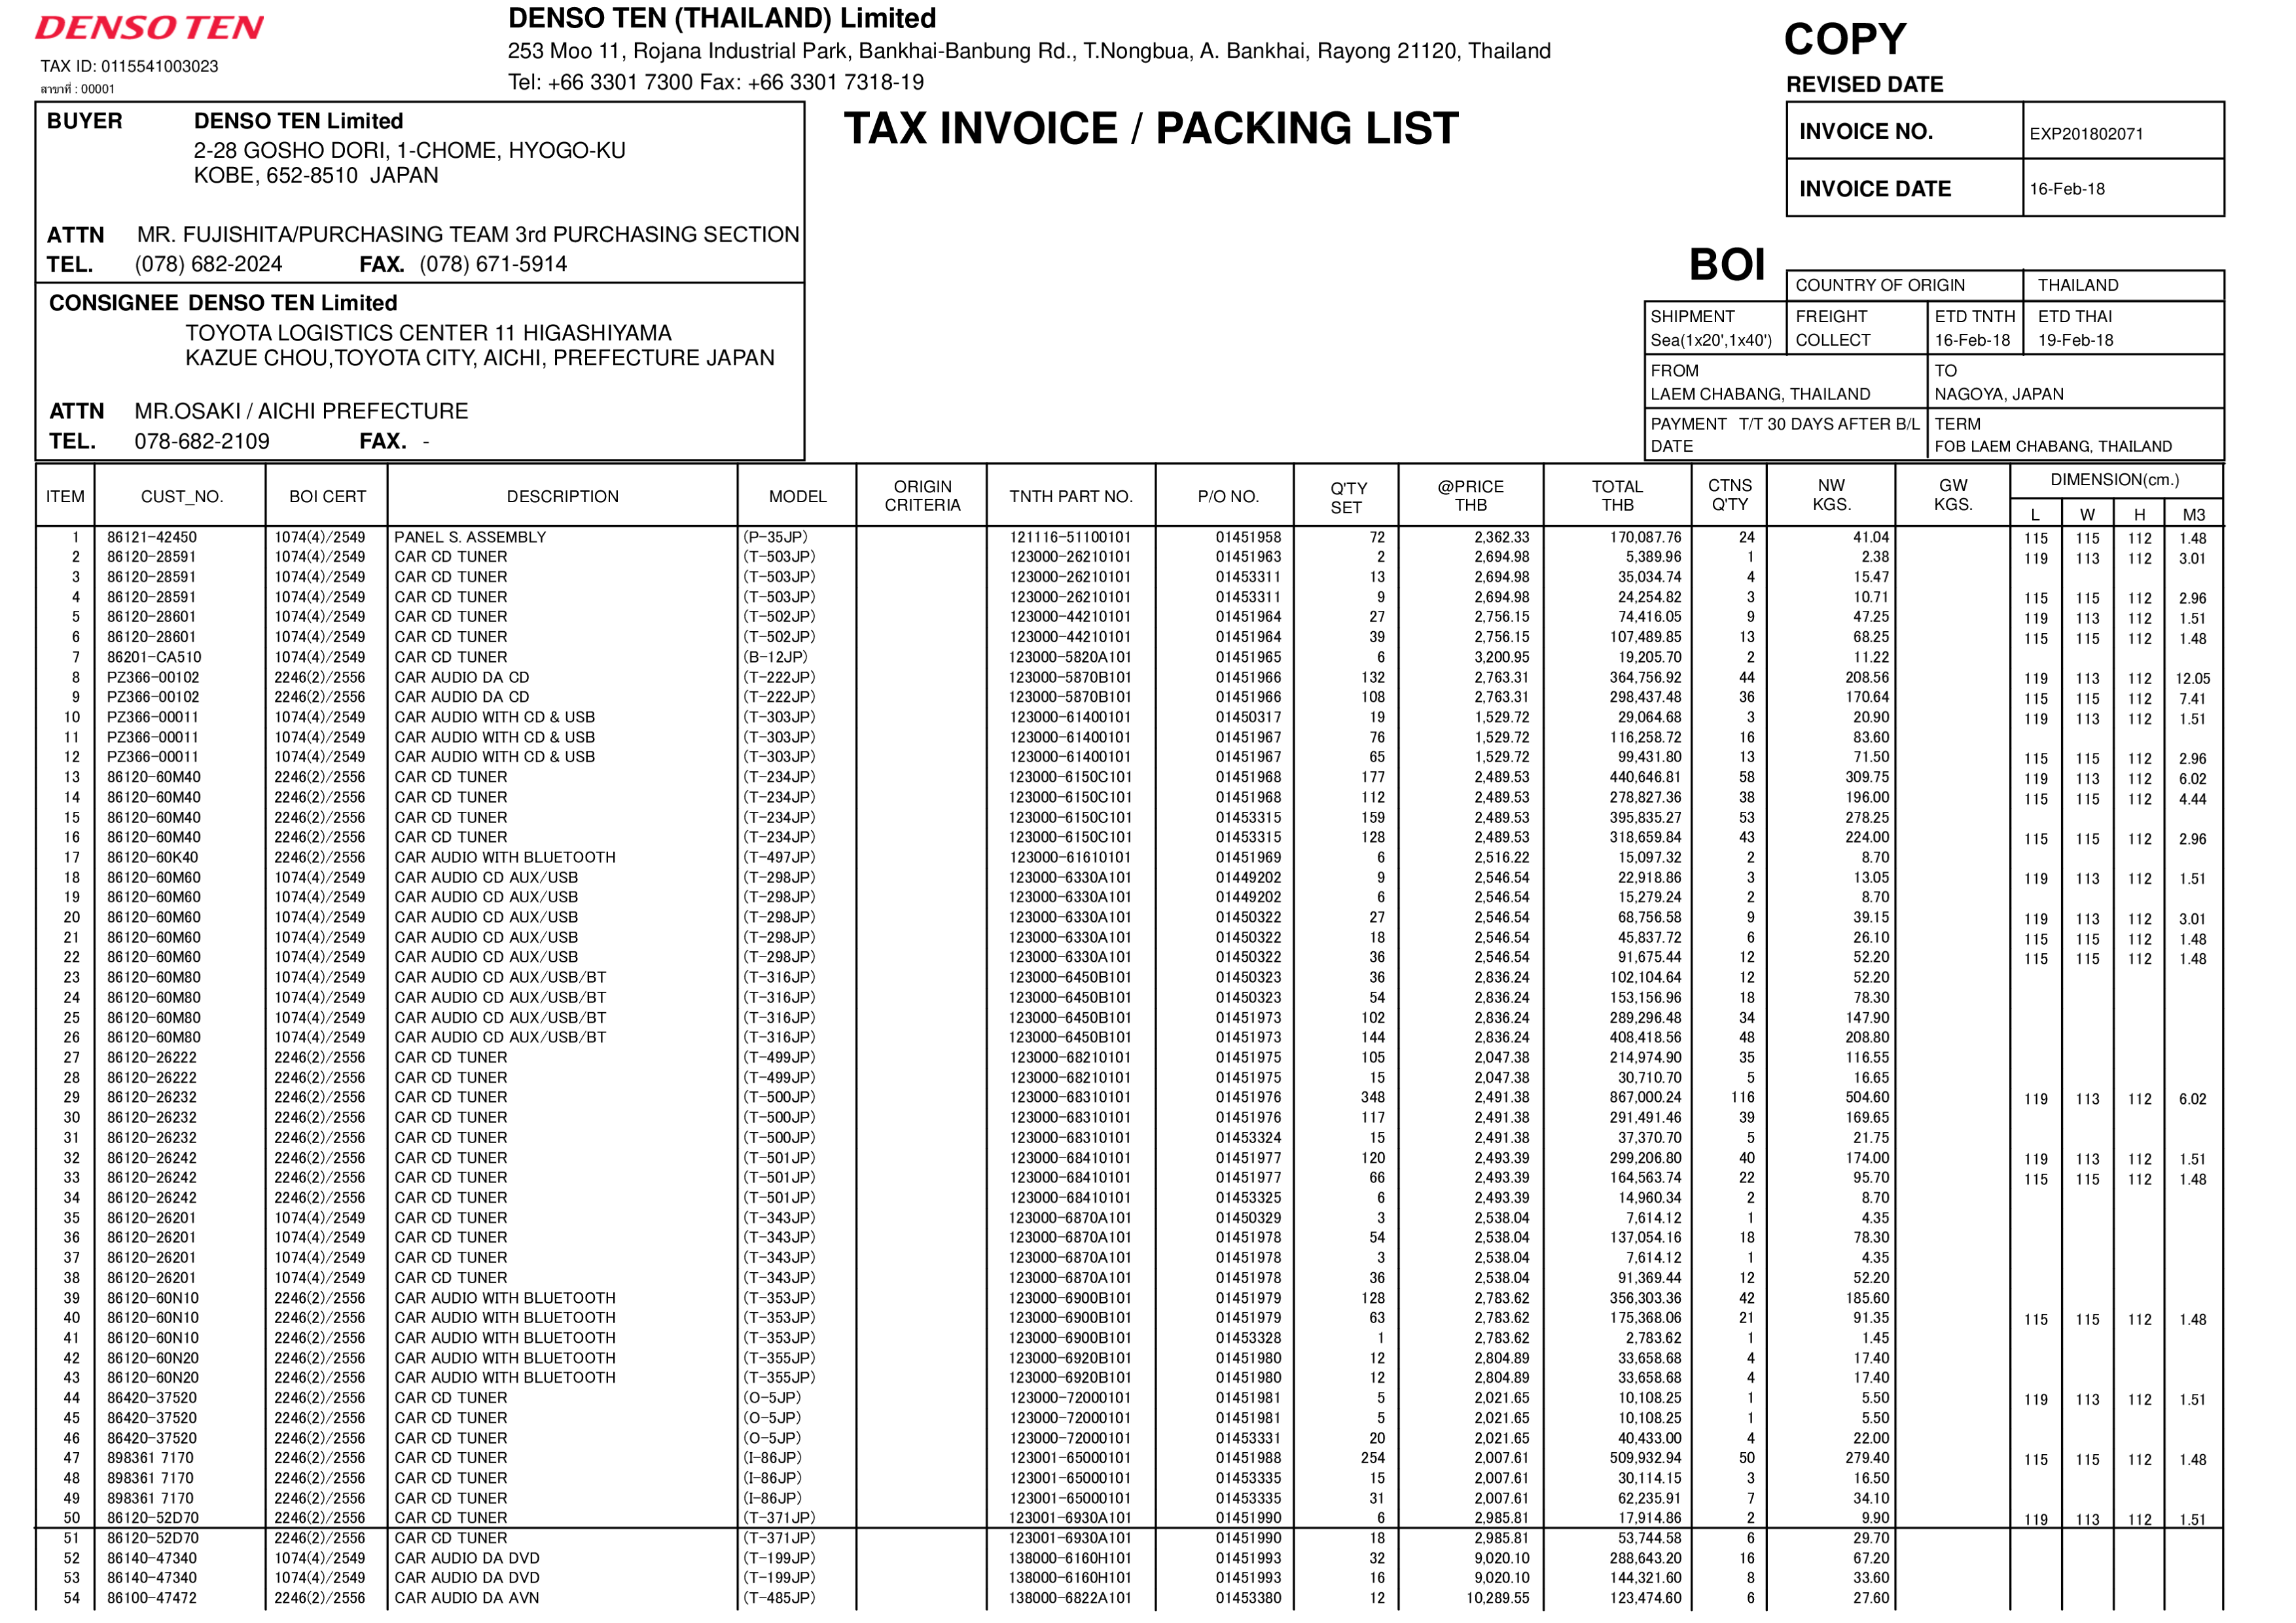 DENSO TEN
TAX ID: 0115541003023
สาขาที่ : 00001
DENSO TEN (THAILAND) Limited
253 Moo 11, Rojana Industrial Park, Bankhai-Banbung Rd., T.Nongbua, A. Bankhai, Rayong 21120, Thailand
Tel: +66 3301 7300 Fax: +66 3301 7318-19
COPY
REVISED DATE
TAX INVOICE / PACKING LIST
INVOICE NO. EXP201802071
INVOICE DATE 16-Feb-18
BUYER DENSO TEN Limited
2-28 GOSHO DORI, 1-CHOME, HYOGO-KU
KOBE, 652-8510 JAPAN
ATTN MR. FUJISHITA/PURCHASING TEAM 3rd PURCHASING SECTION
TEL. (078) 682-2024 FAX. (078) 671-5914
CONSIGNEE DENSO TEN Limited
TOYOTA LOGISTICS CENTER 11 HIGASHIYAMA
KAZUE CHOU,TOYOTA CITY, AICHI, PREFECTURE JAPAN
ATTN MR.OSAKI / AICHI PREFECTURE
TEL. 078-682-2109 FAX. -
BOI
COUNTRY OF ORIGIN THAILAND
SHIPMENT FREIGHT ETD TNTH ETD THAI
Sea(1x20',1x40') COLLECT 16-Feb-18 19-Feb-18
FROM TO
LAEM CHABANG, THAILAND NAGOYA, JAPAN
PAYMENT T/T 30 DAYS AFTER B/L TERM
DATE FOB LAEM CHABANG, THAILAND
ITEM CUST_NO. BOI CERT DESCRIPTION MODEL ORIGIN CRITERIA TNTH PART NO. P/O NO. Q'TY SET @PRICE THB TOTAL THB CTNS Q'TY NW KGS. GW KGS. DIMENSION(cm.)
L W H M3
1 86121-42450 1074(4)/2549 PANEL S. ASSEMBLY (P-35JP) 121116-51100101 01451958 72 2,362.33 170,087.76 24 41.04 115 115 112 1.48
2 86120-28591 1074(4)/2549 CAR CD TUNER (T-503JP) 123000-26210101 01451963 2 2,694.98 5,389.96 1 2.38 119 113 112 3.01
3 86120-28591 1074(4)/2549 CAR CD TUNER (T-503JP) 123000-26210101 01453311 13 2,694.98 35,034.74 4 15.47
4 86120-28591 1074(4)/2549 CAR CD TUNER (T-503JP) 123000-26210101 01453311 9 2,694.98 24,254.82 3 10.71 115 115 112 2.96
5 86120-28601 1074(4)/2549 CAR CD TUNER (T-502JP) 123000-44210101 01451964 27 2,756.15 74,416.05 9 47.25 119 113 112 1.51
6 86120-28601 1074(4)/2549 CAR CD TUNER (T-502JP) 123000-44210101 01451964 39 2,756.15 107,489.85 13 68.25 115 115 112 1.48
7 86201-CA510 1074(4)/2549 CAR CD TUNER (B-12JP) 123000-5820A101 01451965 6 3,200.95 19,205.70 2 11.22
8 PZ366-00102 2246(2)/2556 CAR AUDIO DA CD (T-222JP) 123000-5870B101 01451966 132 2,763.31 364,756.92 44 208.56 119 113 112 12.05
9 PZ366-00102 2246(2)/2556 CAR AUDIO DA CD (T-222JP) 123000-5870B101 01451966 108 2,763.31 298,437.48 36 170.64 115 115 112 7.41
10 PZ366-00011 1074(4)/2549 CAR AUDIO WITH CD & USB (T-303JP) 123000-61400101 01450317 19 1,529.72 29,064.68 3 20.90 119 113 112 1.51
11 PZ366-00011 1074(4)/2549 CAR AUDIO WITH CD & USB (T-303JP) 123000-61400101 01451967 76 1,529.72 116,258.72 16 83.60
12 PZ366-00011 1074(4)/2549 CAR AUDIO WITH CD & USB (T-303JP) 123000-61400101 01451967 65 1,529.72 99,431.80 13 71.50 115 115 112 2.96
13 86120-60M40 2246(2)/2556 CAR CD TUNER (T-234JP) 123000-6150C101 01451968 177 2,489.53 440,646.81 58 309.75 119 113 112 6.02
14 86120-60M40 2246(2)/2556 CAR CD TUNER (T-234JP) 123000-6150C101 01451968 112 2,489.53 278,827.36 38 196.00 115 115 112 4.44
15 86120-60M40 2246(2)/2556 CAR CD TUNER (T-234JP) 123000-6150C101 01453315 159 2,489.53 395,835.27 53 278.25
16 86120-60M40 2246(2)/2556 CAR CD TUNER (T-234JP) 123000-6150C101 01453315 128 2,489.53 318,659.84 43 224.00 115 115 112 2.96
17 86120-60K40 2246(2)/2556 CAR AUDIO WITH BLUETOOTH (T-497JP) 123000-61610101 01451969 6 2,516.22 15,097.32 2 8.70
18 86120-60M60 1074(4)/2549 CAR AUDIO CD AUX/USB (T-298JP) 123000-6330A101 01449202 9 2,546.54 22,918.86 3 13.05 119 113 112 1.51
19 86120-60M60 1074(4)/2549 CAR AUDIO CD AUX/USB (T-298JP) 123000-6330A101 01449202 6 2,546.54 15,279.24 2 8.70
20 86120-60M60 1074(4)/2549 CAR AUDIO CD AUX/USB (T-298JP) 123000-6330A101 01450322 27 2,546.54 68,756.58 9 39.15 119 113 112 3.01
21 86120-60M60 1074(4)/2549 CAR AUDIO CD AUX/USB (T-298JP) 123000-6330A101 01450322 18 2,546.54 45,837.72 6 26.10 115 115 112 1.48
22 86120-60M60 1074(4)/2549 CAR AUDIO CD AUX/USB (T-298JP) 123000-6330A101 01450322 36 2,546.54 91,675.44 12 52.20 115 115 112 1.48
23 86120-60M80 1074(4)/2549 CAR AUDIO CD AUX/USB/BT (T-316JP) 123000-6450B101 01450323 36 2,836.24 102,104.64 12 52.20
24 86120-60M80 1074(4)/2549 CAR AUDIO CD AUX/USB/BT (T-316JP) 123000-6450B101 01450323 54 2,836.24 153,156.96 18 78.30
25 86120-60M80 1074(4)/2549 CAR AUDIO CD AUX/USB/BT (T-316JP) 123000-6450B101 01451973 102 2,836.24 289,296.48 34 147.90
26 86120-60M80 1074(4)/2549 CAR AUDIO CD AUX/USB/BT (T-316JP) 123000-6450B101 01451973 144 2,836.24 408,418.56 48 208.80
27 86120-26222 2246(2)/2556 CAR CD TUNER (T-499JP) 123000-68210101 01451975 105 2,047.38 214,974.90 35 116.55
28 86120-26222 2246(2)/2556 CAR CD TUNER (T-499JP) 123000-68210101 01451975 15 2,047.38 30,710.70 5 16.65
29 86120-26232 2246(2)/2556 CAR CD TUNER (T-500JP) 123000-68310101 01451976 348 2,491.38 867,000.24 116 504.60 119 113 112 6.02
30 86120-26232 2246(2)/2556 CAR CD TUNER (T-500JP) 123000-68310101 01451976 117 2,491.38 291,491.46 39 169.65
31 86120-26232 2246(2)/2556 CAR CD TUNER (T-500JP) 123000-68310101 01453324 15 2,491.38 37,370.70 5 21.75
32 86120-26242 2246(2)/2556 CAR CD TUNER (T-501JP) 123000-68410101 01451977 120 2,493.39 299,206.80 40 174.00 119 113 112 1.51
33 86120-26242 2246(2)/2556 CAR CD TUNER (T-501JP) 123000-68410101 01451977 66 2,493.39 164,563.74 22 95.70 115 115 112 1.48
34 86120-26242 2246(2)/2556 CAR CD TUNER (T-501JP) 123000-68410101 01453325 6 2,493.39 14,960.34 2 8.70
35 86120-26201 1074(4)/2549 CAR CD TUNER (T-343JP) 123000-6870A101 01450329 3 2,538.04 7,614.12 1 4.35
36 86120-26201 1074(4)/2549 CAR CD TUNER (T-343JP) 123000-6870A101 01451978 54 2,538.04 137,054.16 18 78.30
37 86120-26201 1074(4)/2549 CAR CD TUNER (T-343JP) 123000-6870A101 01451978 3 2,538.04 7,614.12 1 4.35
38 86120-26201 1074(4)/2549 CAR CD TUNER (T-343JP) 123000-6870A101 01451978 36 2,538.04 91,369.44 12 52.20
39 86120-60N10 2246(2)/2556 CAR AUDIO WITH BLUETOOTH (T-353JP) 123000-6900B101 01451979 128 2,783.62 356,303.36 42 185.60
40 86120-60N10 2246(2)/2556 CAR AUDIO WITH BLUETOOTH (T-353JP) 123000-6900B101 01451979 63 2,783.62 175,368.06 21 91.35 115 115 112 1.48
41 86120-60N10 2246(2)/2556 CAR AUDIO WITH BLUETOOTH (T-353JP) 123000-6900B101 01453328 1 2,783.62 2,783.62 1 1.45
42 86120-60N20 2246(2)/2556 CAR AUDIO WITH BLUETOOTH (T-355JP) 123000-6920B101 01451980 12 2,804.89 33,658.68 4 17.40
43 86120-60N20 2246(2)/2556 CAR AUDIO WITH BLUETOOTH (T-355JP) 123000-6920B101 01451980 12 2,804.89 33,658.68 4 17.40
44 86420-37520 2246(2)/2556 CAR CD TUNER (O-5JP) 123000-72000101 01451981 5 2,021.65 10,108.25 1 5.50 119 113 112 1.51
45 86420-37520 2246(2)/2556 CAR CD TUNER (O-5JP) 123000-72000101 01451981 5 2,021.65 10,108.25 1 5.50
46 86420-37520 2246(2)/2556 CAR CD TUNER (O-5JP) 123000-72000101 01453331 20 2,021.65 40,433.00 4 22.00
47 898361 7170 2246(2)/2556 CAR CD TUNER (I-86JP) 123001-65000101 01451988 254 2,007.61 509,932.94 50 279.40 115 115 112 1.48
48 898361 7170 2246(2)/2556 CAR CD TUNER (I-86JP) 123001-65000101 01453335 15 2,007.61 30,114.15 3 16.50
49 898361 7170 2246(2)/2556 CAR CD TUNER (I-86JP) 123001-65000101 01453335 31 2,007.61 62,235.91 7 34.10
50 86120-52D70 2246(2)/2556 CAR CD TUNER (T-371JP) 123001-6930A101 01451990 6 2,985.81 17,914.86 2 9.90 119 113 112 1.51
51 86120-52D70 2246(2)/2556 CAR CD TUNER (T-371JP) 123001-6930A101 01451990 18 2,985.81 53,744.58 6 29.70
52 86140-47340 1074(4)/2549 CAR AUDIO DA DVD (T-199JP) 138000-6160H101 01451993 32 9,020.10 288,643.20 16 67.20
53 86140-47340 1074(4)/2549 CAR AUDIO DA DVD (T-199JP) 138000-6160H101 01451993 16 9,020.10 144,321.60 8 33.60
54 86100-47472 2246(2)/2556 CAR AUDIO DA AVN (T-485JP) 138000-6822A101 01453380 12 10,289.55 123,474.60 6 27.60